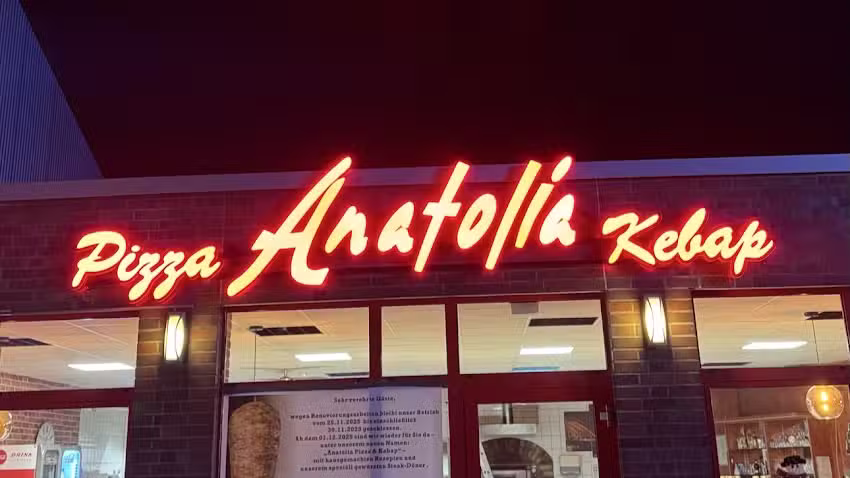 Pizza Anatolia Kebap
Sehr verehrte Gäste,
wegen Renovierungsarbeiten bleibt unser Betrieb
vom 25.11.2025 einschließlich
30.11.2025 geschlossen.
Ab dem 01.12.2025 sind wir wieder für Sie da –
unter unserem neuen Namen:
„Anatolia Pizza & Kebap“ –
mit hausgemachten Rezepten und
unserem speziell gewürzten Steak-Döner.